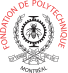 FONDATION DE POLYTECHNIQUE
MONTRÉAL